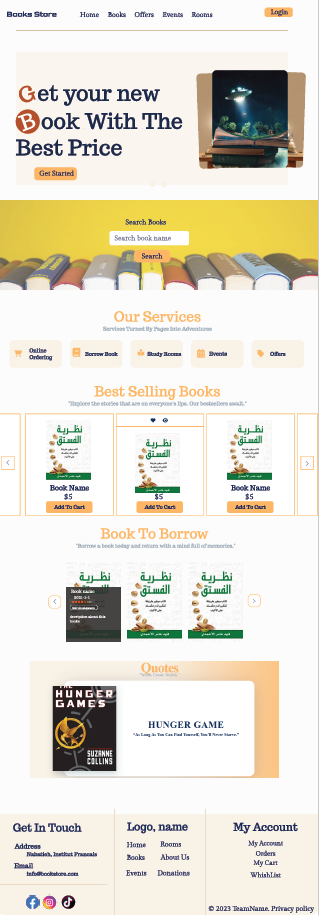 Books Store
Home Books Offers Events Rooms
Login
Get your new
Book With The
Best Price
Get Started
Search Books
Search book name
Search
Our Services
Services Turned By Pages Into Adventures
Online
Ordering
Borrow Book
Study Rooms
Events
Offers
Best Selling Books
"Explore the stories that are on everyone's lips. Our bestsellers await."
نظرية
الفستق
نظرية
الفستق
نظرية
الفستق
Book Name
$5
Add To Cart
$5
Add To Cart
Book Name
$5
Add To Cart
Book To Borrow
"Borrow a book today and return with a mind full of memories."
نظرية
الفستق
نظرية
الفستق
نظرية
الفستق
Book name
description about this
book
Quotes
THE
HUNGER
GAMES
SUZANNE
COLLINS
HUNGER GAME
"As Long As You Can Find Yourself, You'll Never Starve."
Get In Touch
Address
Nabatieh, Institut Francais
Email
info@bookstore.com
Logo, name
Home Rooms
Books About Us
Events Donations
My Account
My Account
Orders
My Cart
WhishList
© 2023 TeamName. Privacy policy